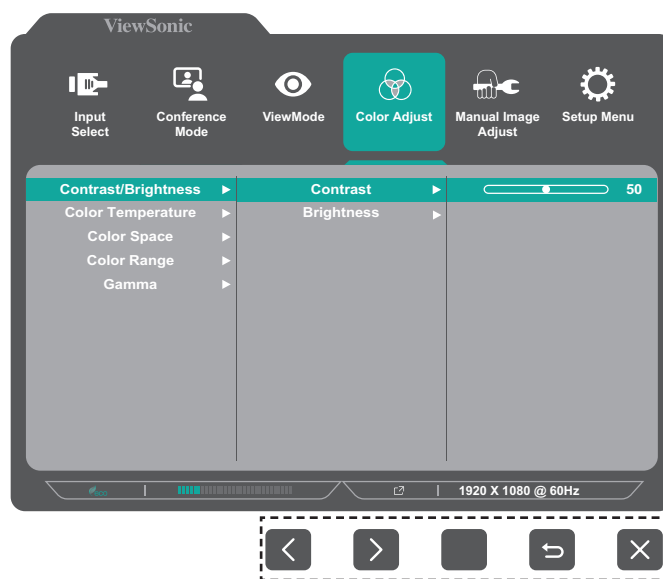 ViewSonic
Input
Select
Conference
Mode
ViewMode
Color Adjust
Manual Image
Adjust
Setup Menu
Contrast/Brightness
Contrast
50
Color Temperature
Brightness
Color Space
Color Range
Gamma
eco
1920 X 1080 @ 60Hz